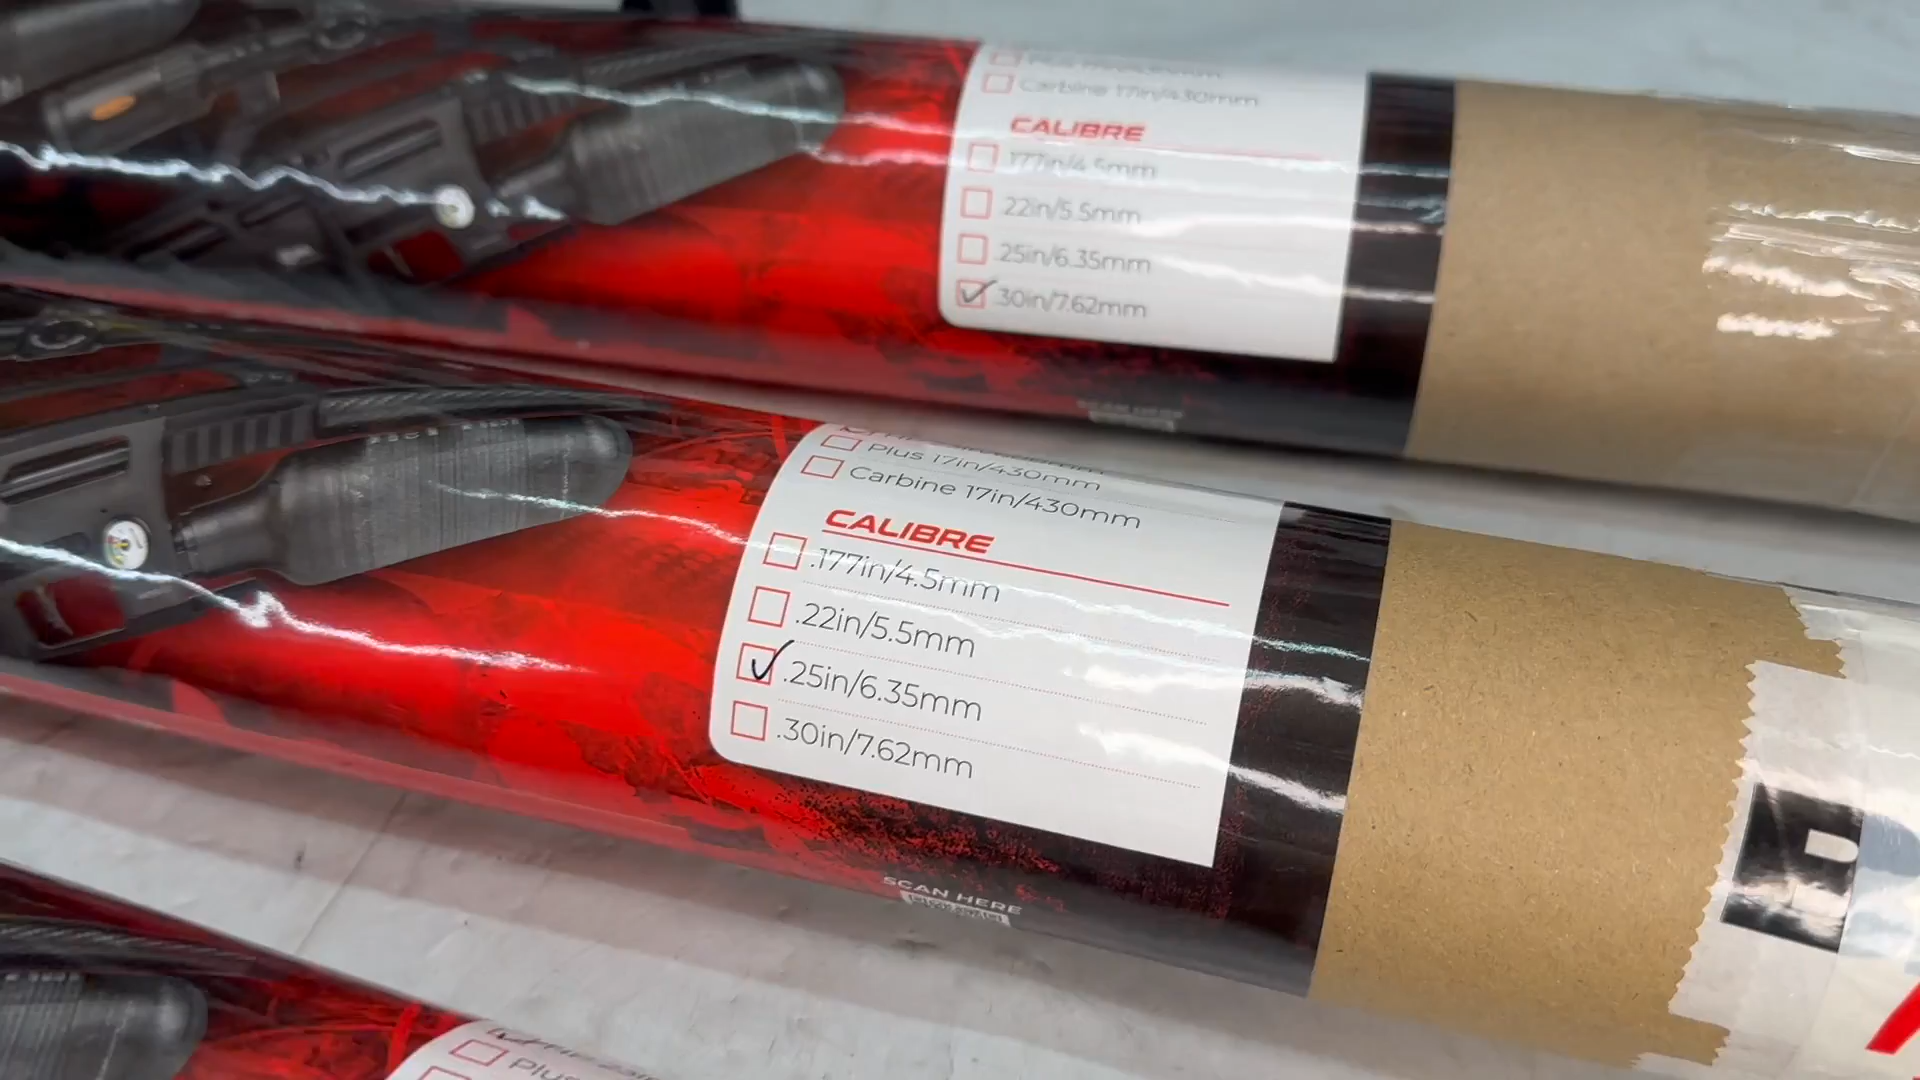 Carbine 17in/430mm
CALIBRE
.177in/4.5mm
.22in/5.5mm
.25in/6.35mm
.30in/7.62mm
SCAN HERE
Plus 17in/430mm
Carbine 17in/430mm
CALIBRE
.177in/4.5mm
.22in/5.5mm
.25in/6.35mm
.30in/7.62mm
SCAN HERE
Plus